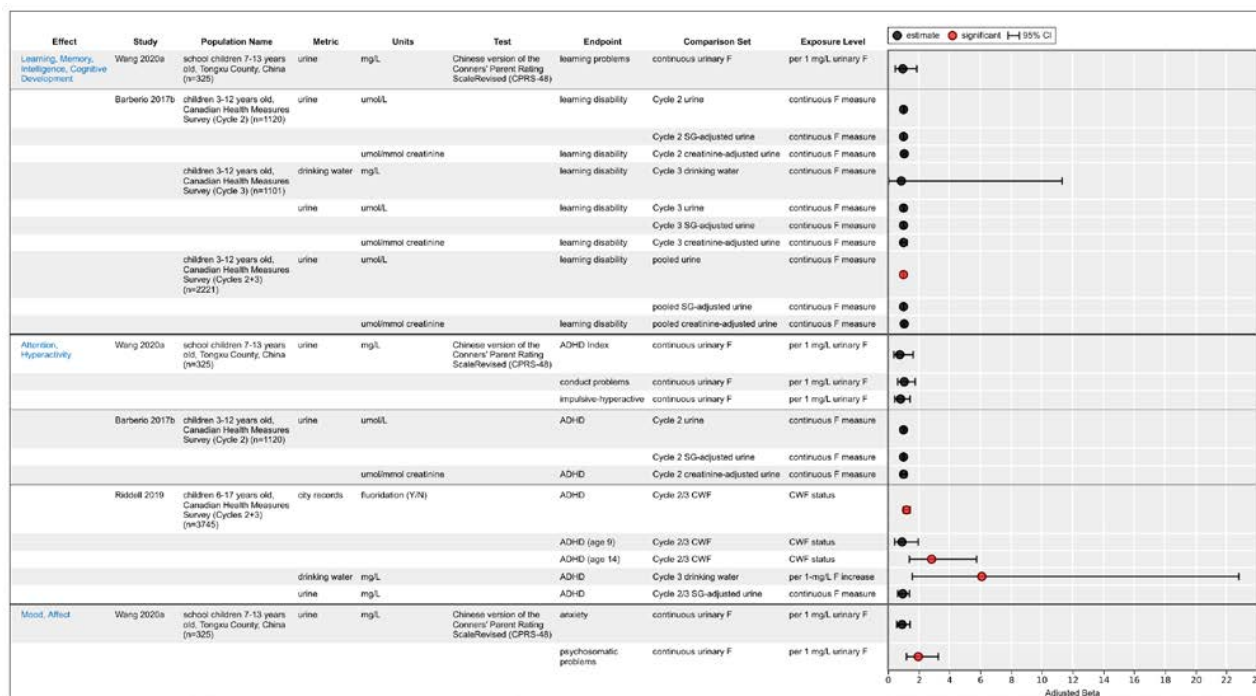 estimate significant 95% CI
Effect Study Population Name Metric Units Test Endpoint Comparison Set Exposure Level
Learning, Memory, Wang 2020a school children 7-13 years urine mg/L Chinese version of the learning problems continuous urinary F per 1 mg/L urinary F
Intelligence, Cognitive old, Tongxu County, China Conners' Parent Rating
Development (n=325) ScaleRevised (CPRS-48)
Barberio 2017b children 3-12 years old, urine umol/L learning disability Cycle 2 urine continuous F measure
Canadian Health Measures
Survey (Cycle 2) (n=1120)
Cycle 2 SG-adjusted urine continuous F measure
umol/mmol creatinine learning disability Cycle 2 creatinine-adjusted urine continuous F measure
children 3-12 years old, drinking water mg/L learning disability Cycle 3 drinking water continuous F measure
Canadian Health Measures
Survey (Cycle 3) (n=1101)
urine umol/L learning disability Cycle 3 urine continuous F measure
Cycle 3 SG-adjusted urine continuous F measure
umol/mmol creatinine learning disability Cycle 3 creatinine-adjusted urine continuous F measure
children 3-12 years old, urine umol/L learning disability pooled urine continuous F measure
Canadian Health Measures
Survey (Cycles 2+3)
(n=2221)
pooled SG-adjusted urine continuous F measure
umol/mmol creatinine learning disability pooled creatinine-adjusted urine continuous F measure
Attention, Wang 2020a school children 7-13 years urine mg/L Chinese version of the ADHD Index continuous urinary F per 1 mg/L urinary F
Hyperactivity old, Tongxu County, China Conners' Parent Rating
(n=325) ScaleRevised (CPRS-48)
conduct problems continuous urinary F per 1 mg/L urinary F
impulsive-hyperactive continuous urinary F per 1 mg/L urinary F
Barberio 2017b children 3-12 years old, urine umol/L ADHD Cycle 2 urine continuous F measure
Canadian Health Measures
Survey (Cycle 2) (n=1120)
Cycle 2 SG-adjusted urine continuous F measure
umol/mmol creatinine ADHD Cycle 2 creatinine-adjusted urine continuous F measure
Riddell 2019 children 6-17 years old, city records fluoridation (Y/N) ADHD Cycle 2/3 CWF CWF status
Canadian Health Measures
Survey (Cycles 2+3)
(n=3745)
ADHD (age 9) Cycle 2/3 CWF CWF status
ADHD (age 14) Cycle 2/3 CWF CWF status
drinking water mg/L ADHD Cycle 3 drinking water per 1-mg/L F increase
urine mg/L ADHD Cycle 2/3 SG-adjusted urine continuous F measure
Mood, Affect Wang 2020a school children 7-13 years urine mg/L Chinese version of the anxiety continuous urinary F per 1 mg/L urinary F
old, Tongxu County, China Conners' Parent Rating
(n=325) ScaleRevised (CPRS-48)
psychosomatic continuous urinary F per 1 mg/L urinary F
problems
0 2 4 6 8 10 12 14 16 18 20 22
Adjusted Beta